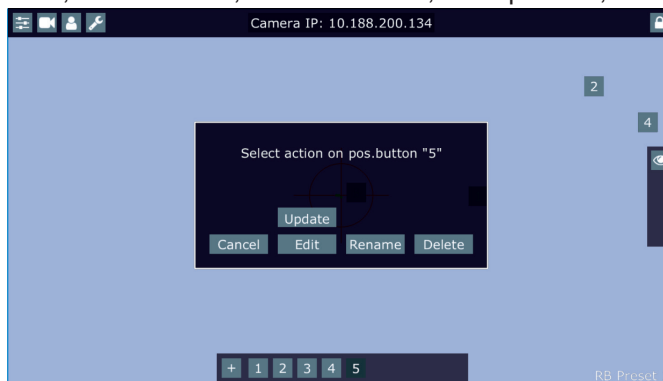 Camera IP: 10.188.200.134
2
4
Select action on pos.button "5"
Update
Cancel Edit Rename Delete
+ 1 2 3 4 5
RB Preset